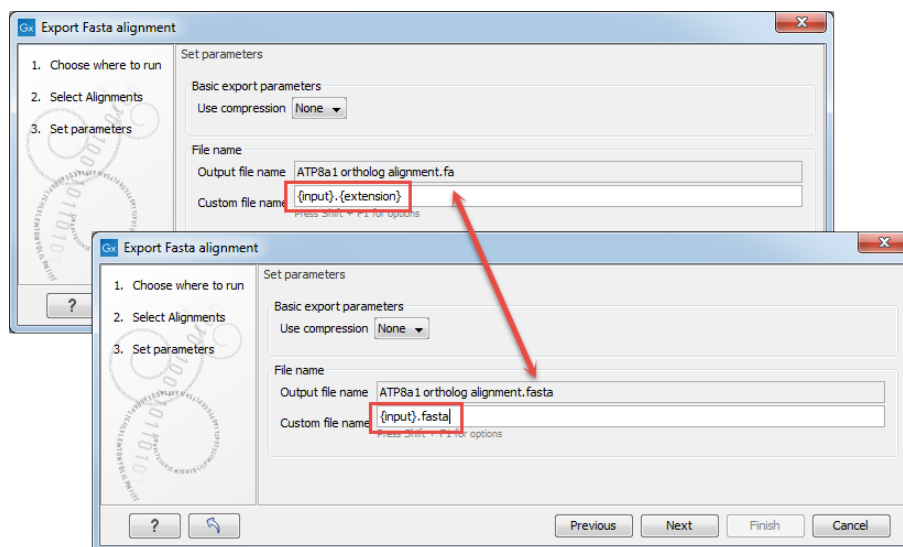 Gx Export Fasta alignment
1. Choose where to run
2. Select Alignments
3. Set parameters
Set parameters
Basic export parameters
Use compression None
File name
Output file name ATP8a1 ortholog alignment.fa
Custom file name {input}.{extension}
Press Shift + F1 for options
?
Gx Export Fasta alignment
1. Choose where to run
2. Select Alignments
3. Set parameters
Set parameters
Basic export parameters
Use compression None
File name
Output file name ATP8a1 ortholog alignment.fasta
Custom file name {input}.fasta
Press Shift + F1 for options
? Previous Next Finish Cancel